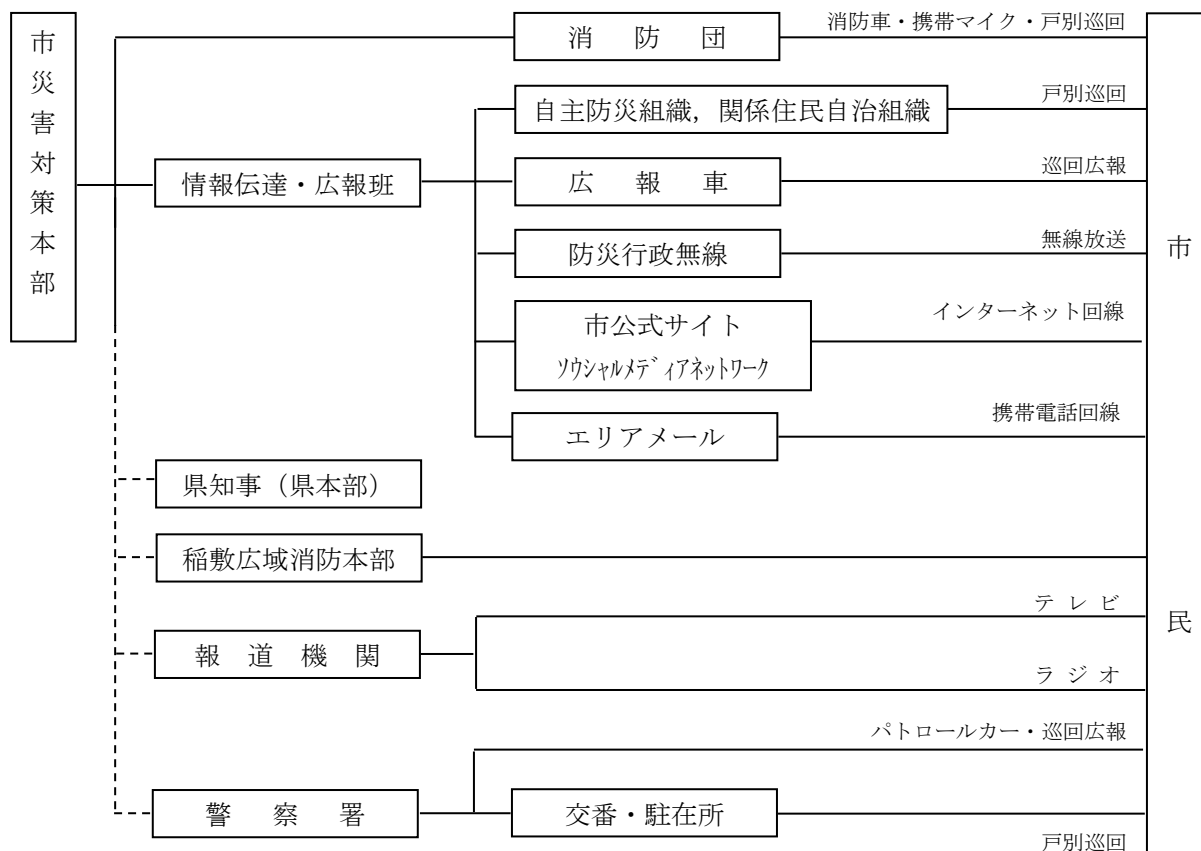 市災害対策本部
消防団
消防車・携帯マイク・戸別巡回
自主防災組織，関係住民自治組織
戸別巡回
情報伝達・広報班
広報車
巡回広報
防災行政無線
無線放送
市公式サイト
ｿｳｼｬﾙﾒﾃﾞｨｱﾈｯﾄﾜｰｸ
インターネット回線
エリアメール
携帯電話回線
県知事（県本部）
稲敷広域消防本部
報道機関
テレビ
ラジオ
パトロールカー・巡回広報
警察署
交番・駐在所
戸別巡回
市民